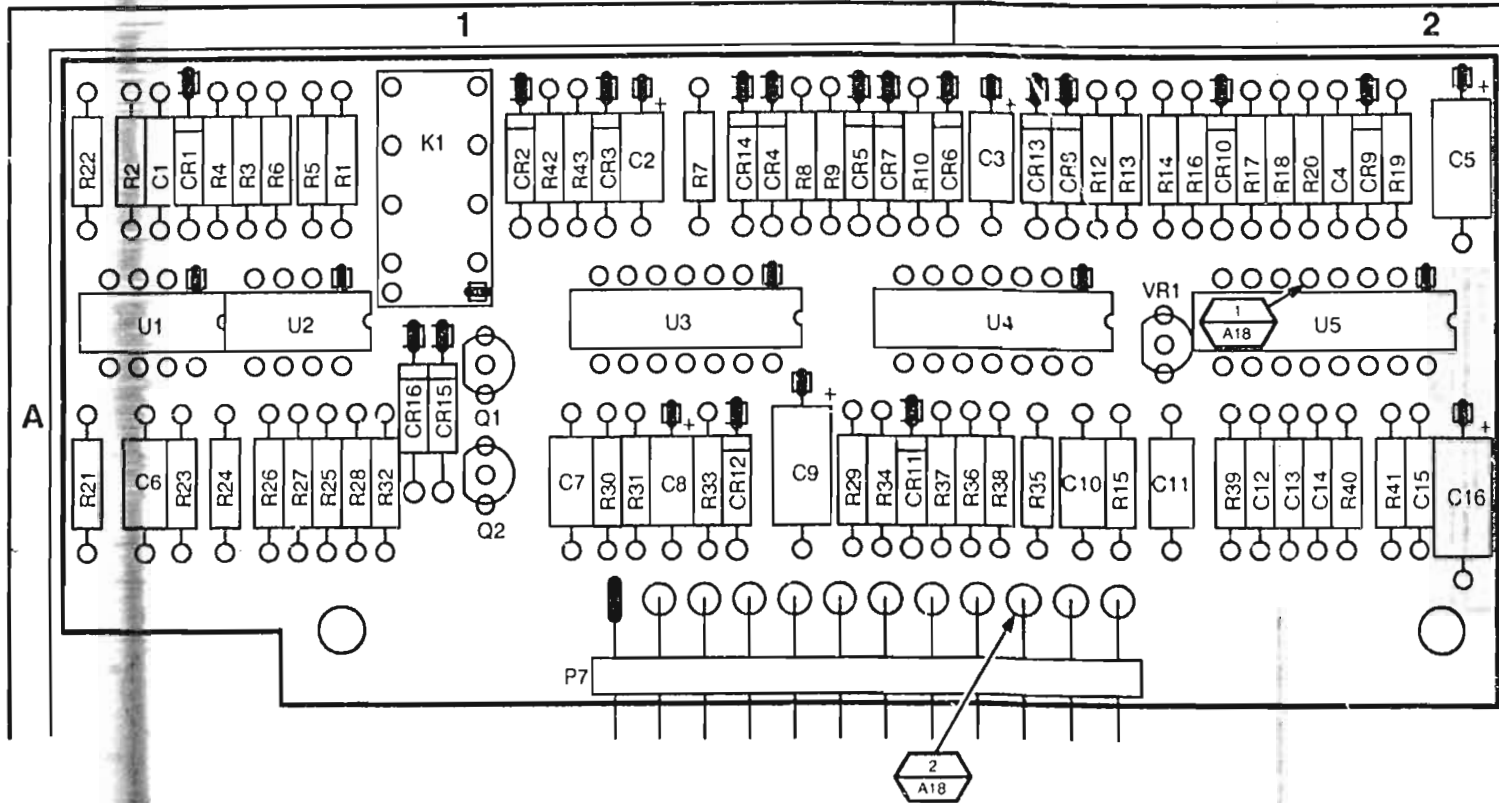 1 2
A
R22 R2 C1 CR1 R4 R3 R6 R5 R1 K1 CR2 R42 R43 CR3 C2 + R7 CR14 CR4 R8 R9 CR5 CR7 R10 CR6 C3 + CR13 CR8 R12 R13 R14 R16 CR10 R17 R18 R20 C4 CR9 R19 C5 +
U1 U2 U3 U4 VR1 U5
1
A18
CR16 CR15 Q1
R21 C6 R23 R24 R26 R27 R25 R28 R32 Q2 C7 R30 R31 C8 + R33 CR12 C9 + R29 R34 CR11 R37 R36 R38 R35 C10 R15 C11 R39 C12 C13 C14 R40 R41 C15 C16 +
P7
2
A18